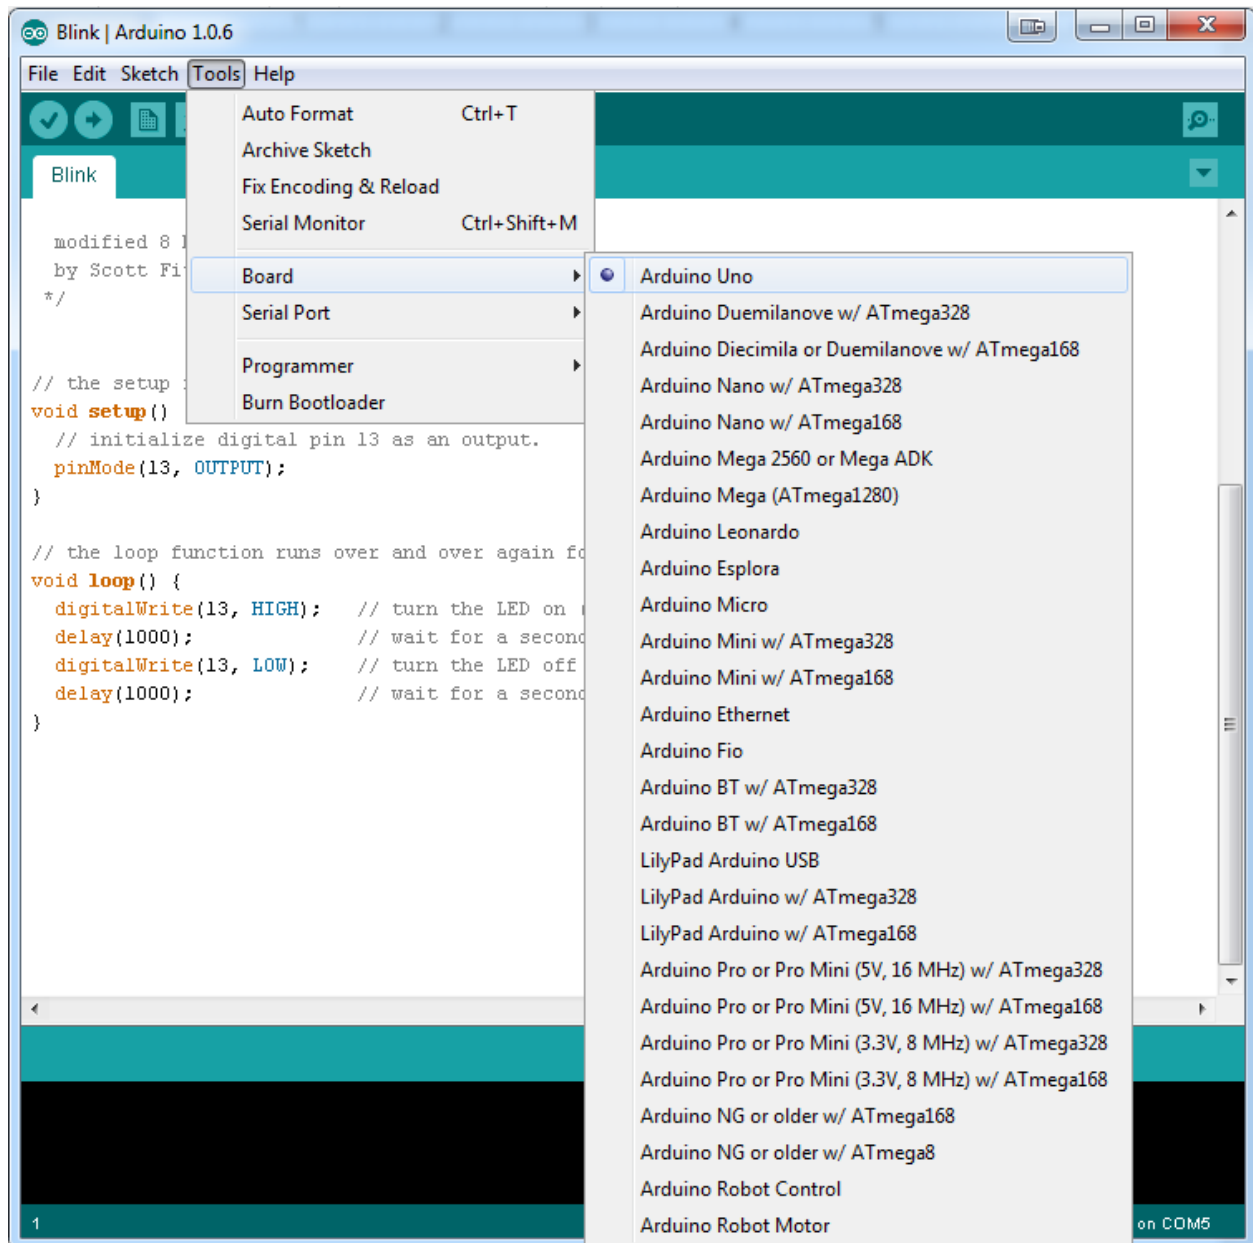 Blink | Arduino 1.0.6
File Edit Sketch Tools Help
Auto Format Ctrl+T
Archive Sketch
Fix Encoding & Reload
Serial Monitor Ctrl+Shift+M
Board
Serial Port
Programmer
Burn Bootloader
Arduino Uno
Arduino Duemilanove w/ ATmega328
Arduino Diecimila or Duemilanove w/ ATmega168
Arduino Nano w/ ATmega328
Arduino Nano w/ ATmega168
Arduino Mega 2560 or Mega ADK
Arduino Mega (ATmega1280)
Arduino Leonardo
Arduino Esplora
Arduino Micro
Arduino Mini w/ ATmega328
Arduino Mini w/ ATmega168
Arduino Ethernet
Arduino Fio
Arduino BT w/ ATmega328
Arduino BT w/ ATmega168
LilyPad Arduino USB
LilyPad Arduino w/ ATmega328
LilyPad Arduino w/ ATmega168
Arduino Pro or Pro Mini (5V, 16 MHz) w/ ATmega328
Arduino Pro or Pro Mini (5V, 16 MHz) w/ ATmega168
Arduino Pro or Pro Mini (3.3V, 8 MHz) w/ ATmega328
Arduino Pro or Pro Mini (3.3V, 8 MHz) w/ ATmega168
Arduino NG or older w/ ATmega168
Arduino NG or older w/ ATmega8
Arduino Robot Control
Arduino Robot Motor
Blink
modified 8
by Scott Fi
*/
// the setup
void setup()
// initialize digital pin 13 as an output.
pinMode(13, OUTPUT);
}
// the loop function runs over and over again fo
void loop() {
digitalWrite(13, HIGH); // turn the LED on
delay(1000); // wait for a second
digitalWrite(13, LOW); // turn the LED off
delay(1000); // wait for a second
}
1
on COM5